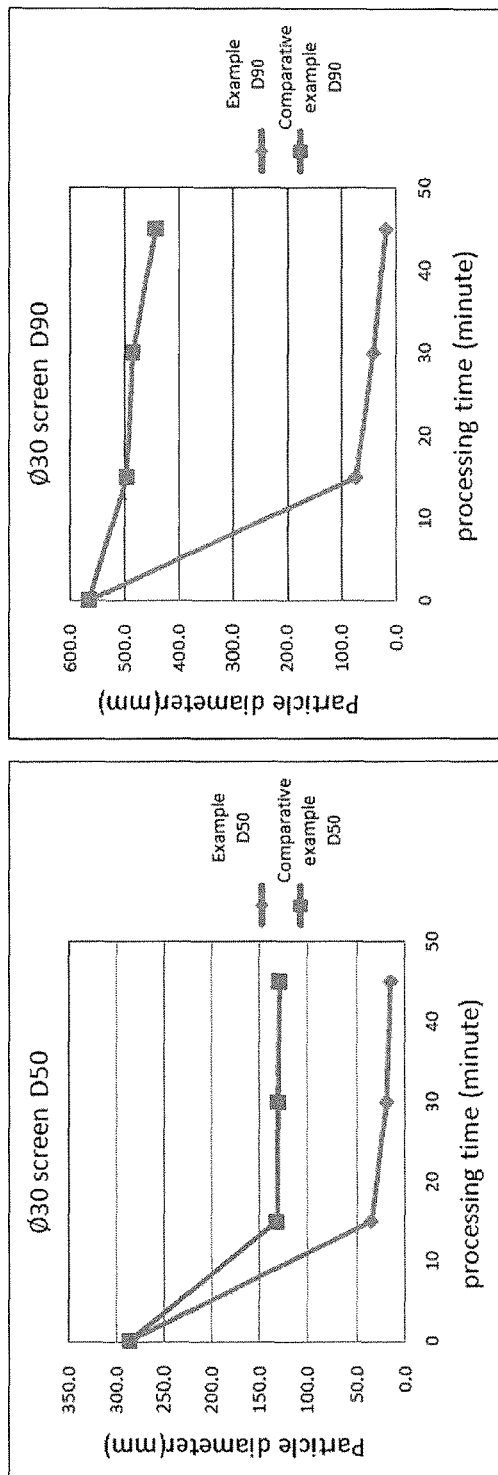 Ø30 screen D50
350.0
300.0
250.0
200.0
150.0
100.0
50.0
0.0
Particle diameter(mm)
0
10
20
30
40
50
processing time (minute)
Example
D50
Comparative
example
D50
Ø30 screen D90
600.0
500.0
400.0
300.0
200.0
100.0
0.0
Particle diameter(mm)
0
10
20
30
40
50
processing time (minute)
Example
D90
Comparative
example
D90